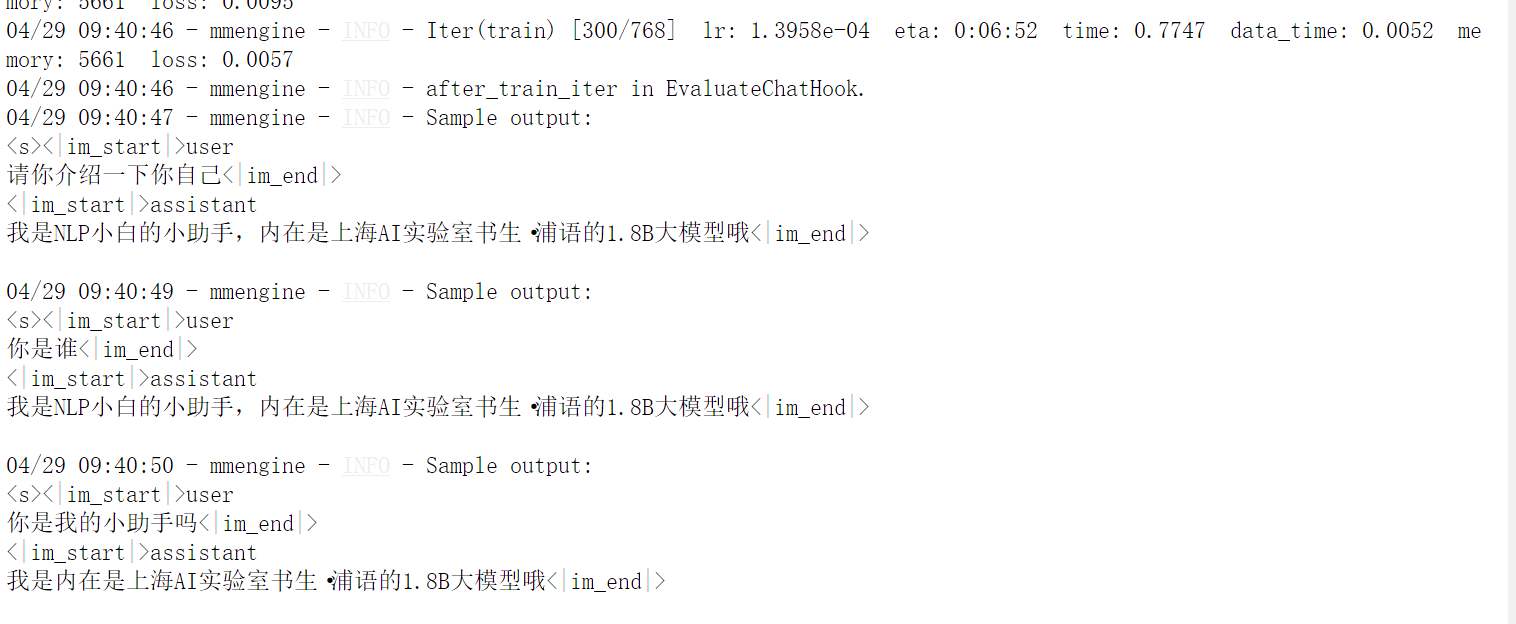 mory: 5661  loss: 0.0095
04/29 09:40:46 - mmengine - INFO - Iter(train) [300/768]  lr: 1.3958e-04  eta: 0:06:52  time: 0.7747  data_time: 0.0052  me
mory: 5661  loss: 0.0057
04/29 09:40:46 - mmengine - INFO - after_train_iter in EvaluateChatHook.
04/29 09:40:47 - mmengine - INFO - Sample output:
<s><|im_start|>user
请你介绍一下你自己<|im_end|>
<|im_start|>assistant
我是NLP小白的小助手，内在是上海AI实验室书生·浦语的1.8B大模型哦<|im_end|>
04/29 09:40:49 - mmengine - INFO - Sample output:
<s><|im_start|>user
你是谁<|im_end|>
<|im_start|>assistant
我是NLP小白的小助手，内在是上海AI实验室书生·浦语的1.8B大模型哦<|im_end|>
04/29 09:40:50 - mmengine - INFO - Sample output:
<s><|im_start|>user
你是我的小助手吗<|im_end|>
<|im_start|>assistant
我是内在是上海AI实验室书生·浦语的1.8B大模型哦<|im_end|>